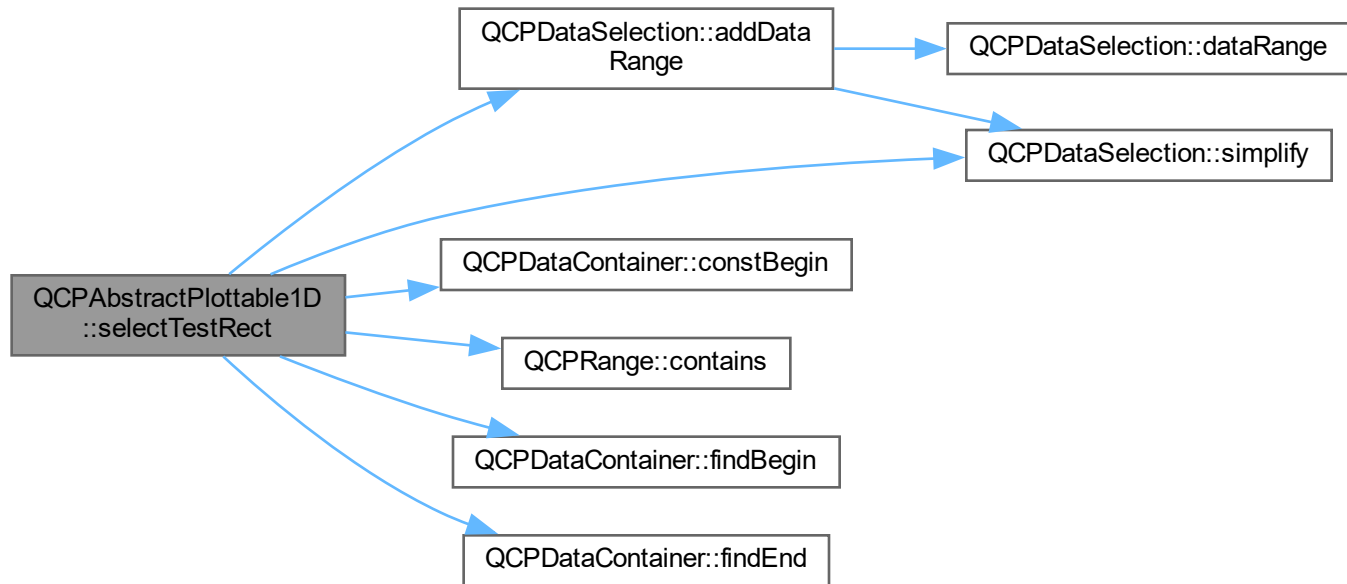 QCPDataSelection::addData
Range
QCPDataSelection::dataRange
QCPDataSelection::simplify
QCPDataContainer::constBegin
QCPAbstractPlottable1D
::selectTestRect
QCPRange::contains
QCPDataContainer::findBegin
QCPDataContainer::findEnd